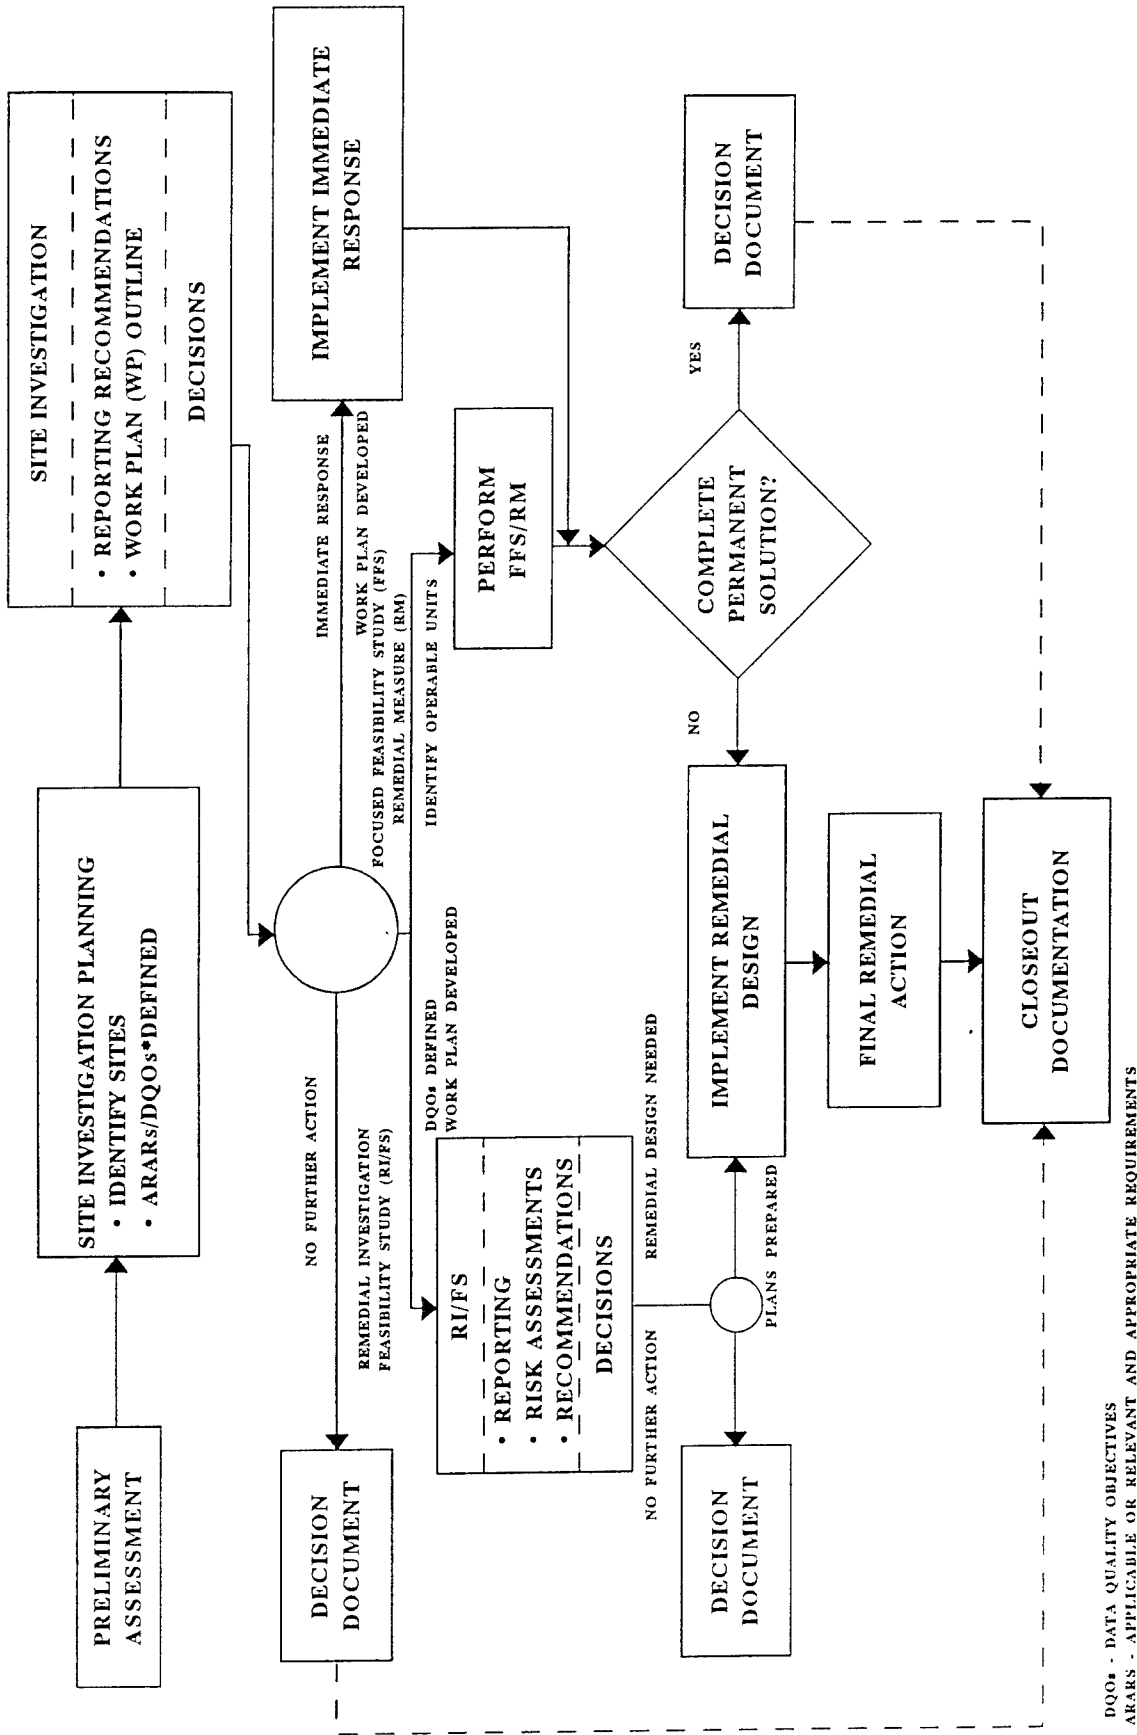 PRELIMINARY
ASSESSMENT
SITE INVESTIGATION PLANNING
• IDENTIFY SITES
• ARARs/DQOs*DEFINED
SITE INVESTIGATION
• REPORTING RECOMMENDATIONS
• WORK PLAN (WP) OUTLINE
DECISIONS
DECISION
DOCUMENT
NO FURTHER ACTION
IMMEDIATE RESPONSE
WORK PLAN DEVELOPED
IMPLEMENT IMMEDIATE
RESPONSE
REMEDIAL INVESTIGATION
FEASIBILITY STUDY (RI/FS)
FOCUSED FEASIBILITY STUDY (FFS)
REMEDIAL MEASURE (RM)
DQOs DEFINED
WORK PLAN DEVELOPED
IDENTIFY OPERABLE UNITS
RI/FS
• REPORTING
• RISK ASSESSMENTS
• RECOMMENDATIONS
DECISIONS
PERFORM
FFS/RM
NO FURTHER ACTION
REMEDIAL DESIGN NEEDED
DECISION
DOCUMENT
PLANS PREPARED
IMPLEMENT REMEDIAL
DESIGN
NO
COMPLETE
PERMANENT
SOLUTION?
YES
DECISION
DOCUMENT
FINAL REMEDIAL
ACTION
CLOSEOUT
DOCUMENTATION
DQOs - DATA QUALITY OBJECTIVES
ARARS - APPLICABLE OR RELEVANT AND APPROPRIATE REQUIREMENTS